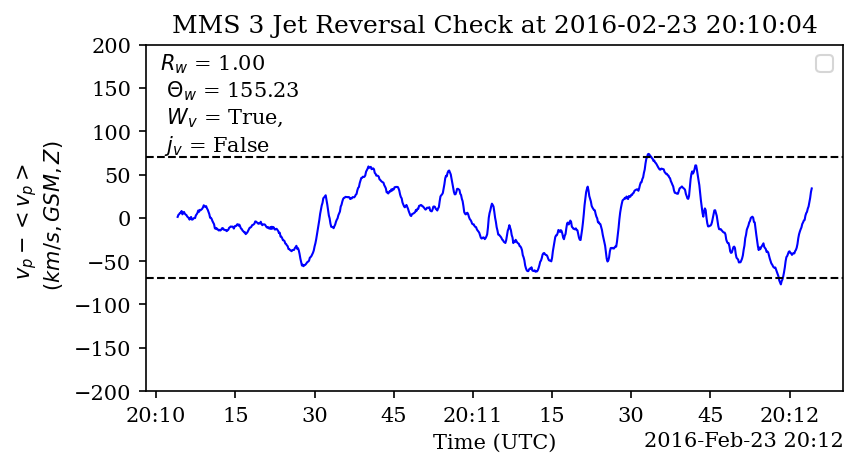 MMS 3 Jet Reversal Check at 2016-02-23 20:10:04
R_w = 1.00
Θ_w = 155.23
W_v = True,
j_v = False
v_p − < v_p >
(km/s, GSM, Z)
200
150
100
50
0
−50
−100
−150
−200
20:10 15 30 45 20:11 15 30 45 20:12
Time (UTC)
2016-Feb-23 20:12